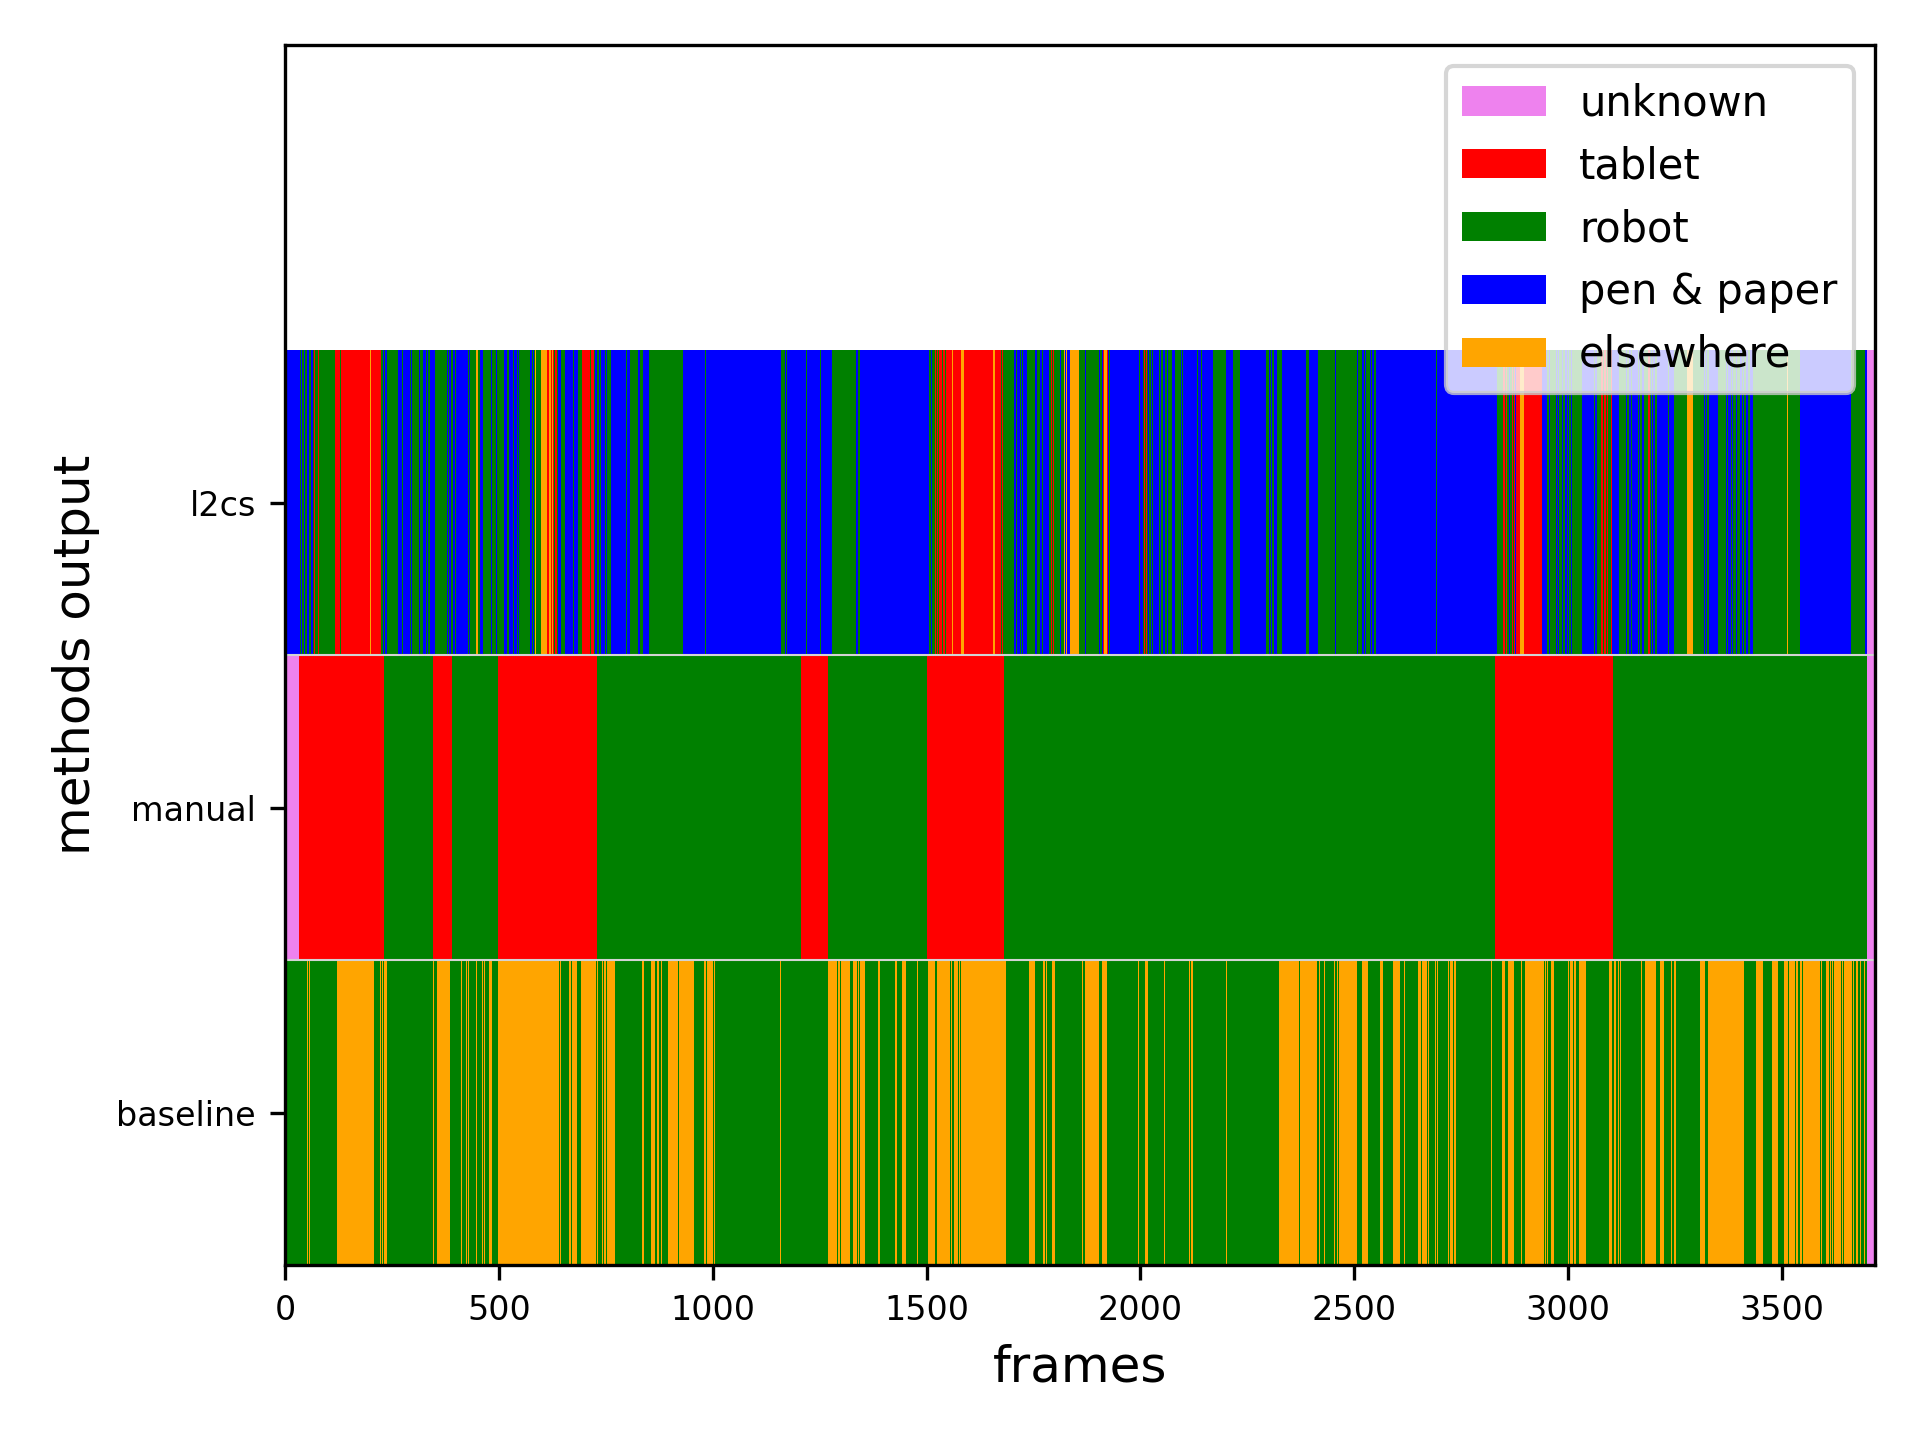 unknown
tablet
robot
pen & paper
elsewhere
methods output
l2cs
manual
baseline
0 500 1000 1500 2000 2500 3000 3500
frames